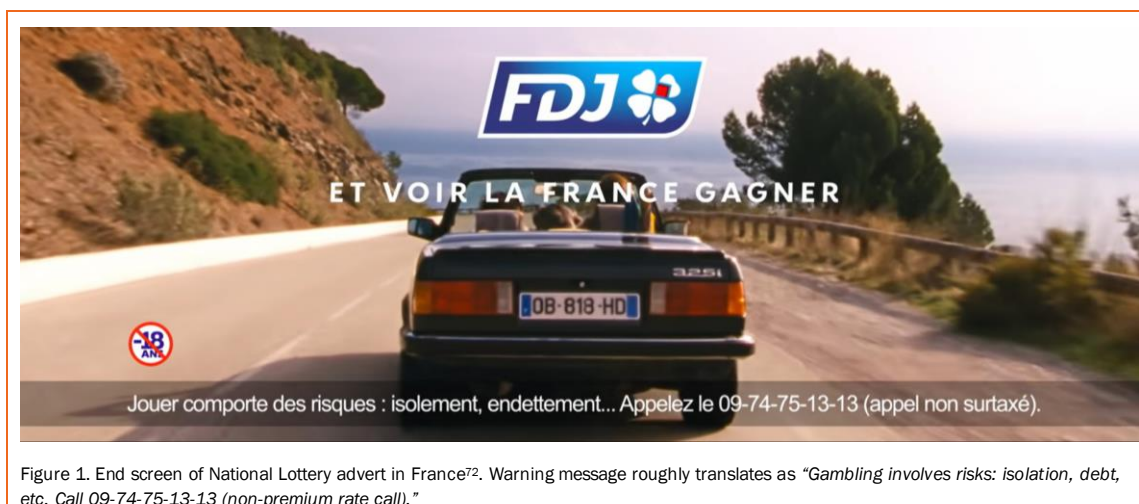 FDJ
ET VOIR LA FRANCE GAGNER
325i
OB-818-HD
-18
ANS
Jouer comporte des risques : isolement, endettement... Appelez le 09-74-75-13-13 (appel non surtaxé).
Figure 1. End screen of National Lottery advert in France72. Warning message roughly translates as “Gambling involves risks: isolation, debt,
etc. Call 09-74-75-13-13 (non-premium rate call).”